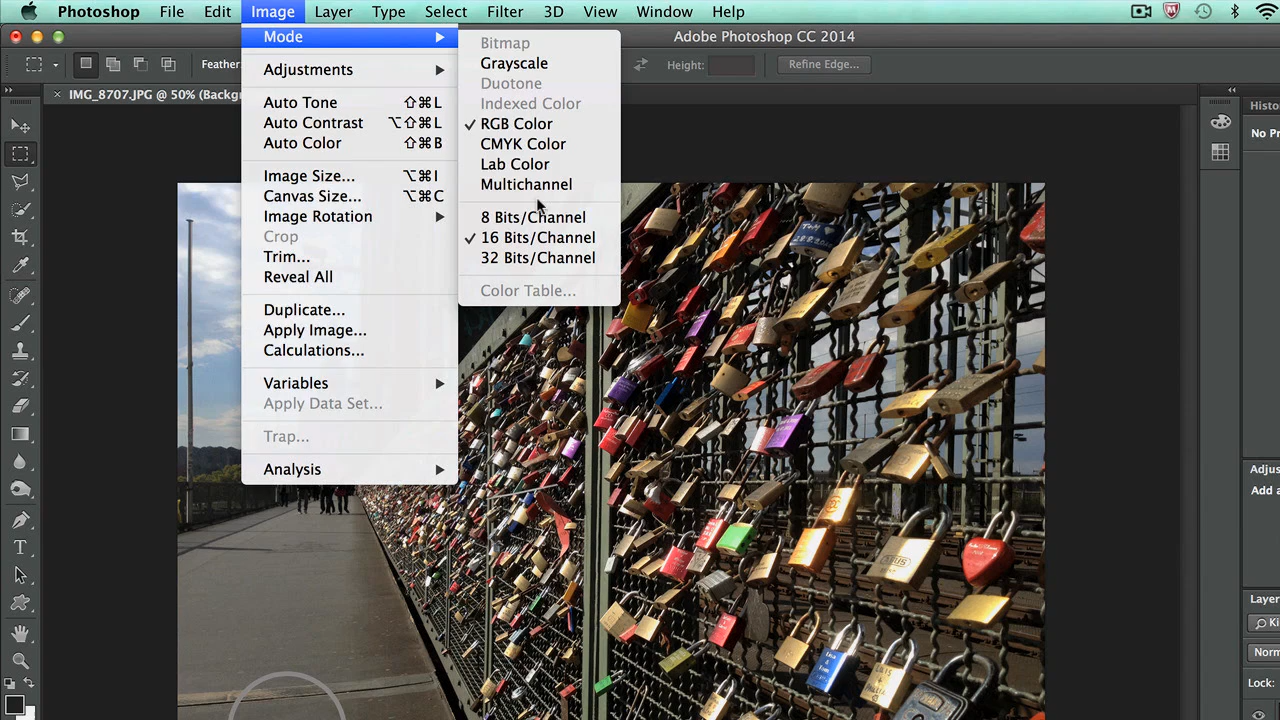 Photoshop File Edit Image Layer Type Select Filter 3D View Window Help
Adobe Photoshop CC 2014
Feather:
Height:
Refine Edge...
× IMG_8707.JPG @ 50% (Backg
Mode
Adjustments
Auto Tone ⇧⌘L
Auto Contrast ⌥⇧⌘L
Auto Color ⇧⌘B
Image Size... ⌥⌘I
Canvas Size... ⌥⌘C
Image Rotation
Crop
Trim...
Reveal All
Duplicate...
Apply Image...
Calculations...
Variables
Apply Data Set...
Trap...
Analysis
Bitmap
Grayscale
Duotone
Indexed Color
✓ RGB Color
CMYK Color
Lab Color
Multichannel
8 Bits/Channel
✓ 16 Bits/Channel
32 Bits/Channel
Color Table...
Histo
No Pr
Adjus
Add a
Layer
Ki
Norm
Lock: